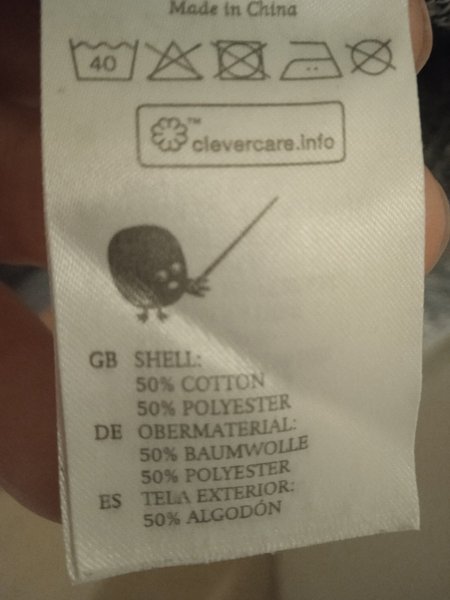 Made in China
40
™
clevercare.info
GB SHELL:
50% COTTON
50% POLYESTER
DE OBERMATERIAL:
50% BAUMWOLLE
50% POLYESTER
ES TELA EXTERIOR:
50% ALGODÓN